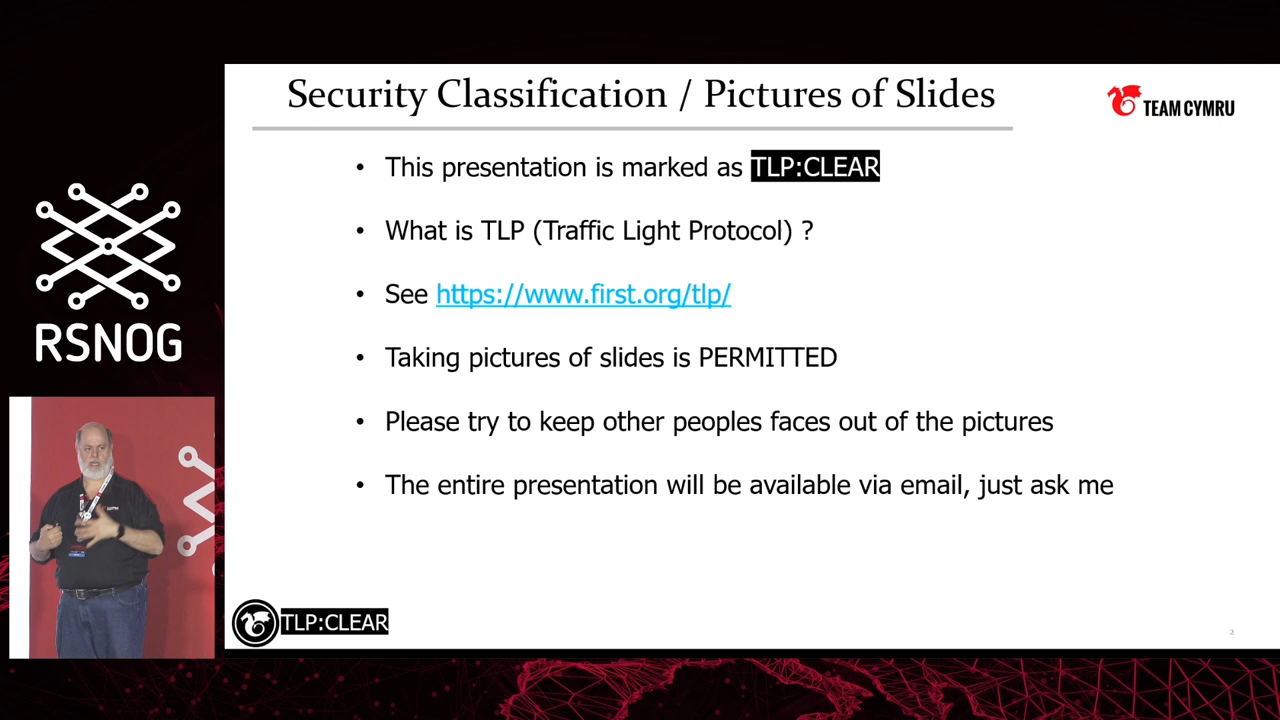 Security Classification / Pictures of Slides
TEAM CYMRU
• This presentation is marked as TLP:CLEAR
• What is TLP (Traffic Light Protocol) ?
• See https://www.first.org/tlp/
• Taking pictures of slides is PERMITTED
• Please try to keep other peoples faces out of the pictures
• The entire presentation will be available via email, just ask me
RSNOG
TLP:CLEAR
2